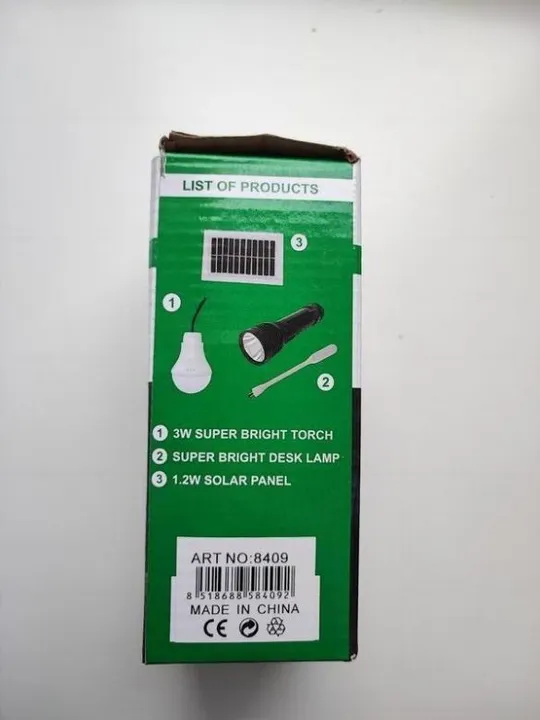 LIST OF PRODUCTS
3
1
2
1 3W SUPER BRIGHT TORCH
2 SUPER BRIGHT DESK LAMP
3 1.2W SOLAR PANEL
ART NO:8409
8 518688 584092
MADE IN CHINA
CE